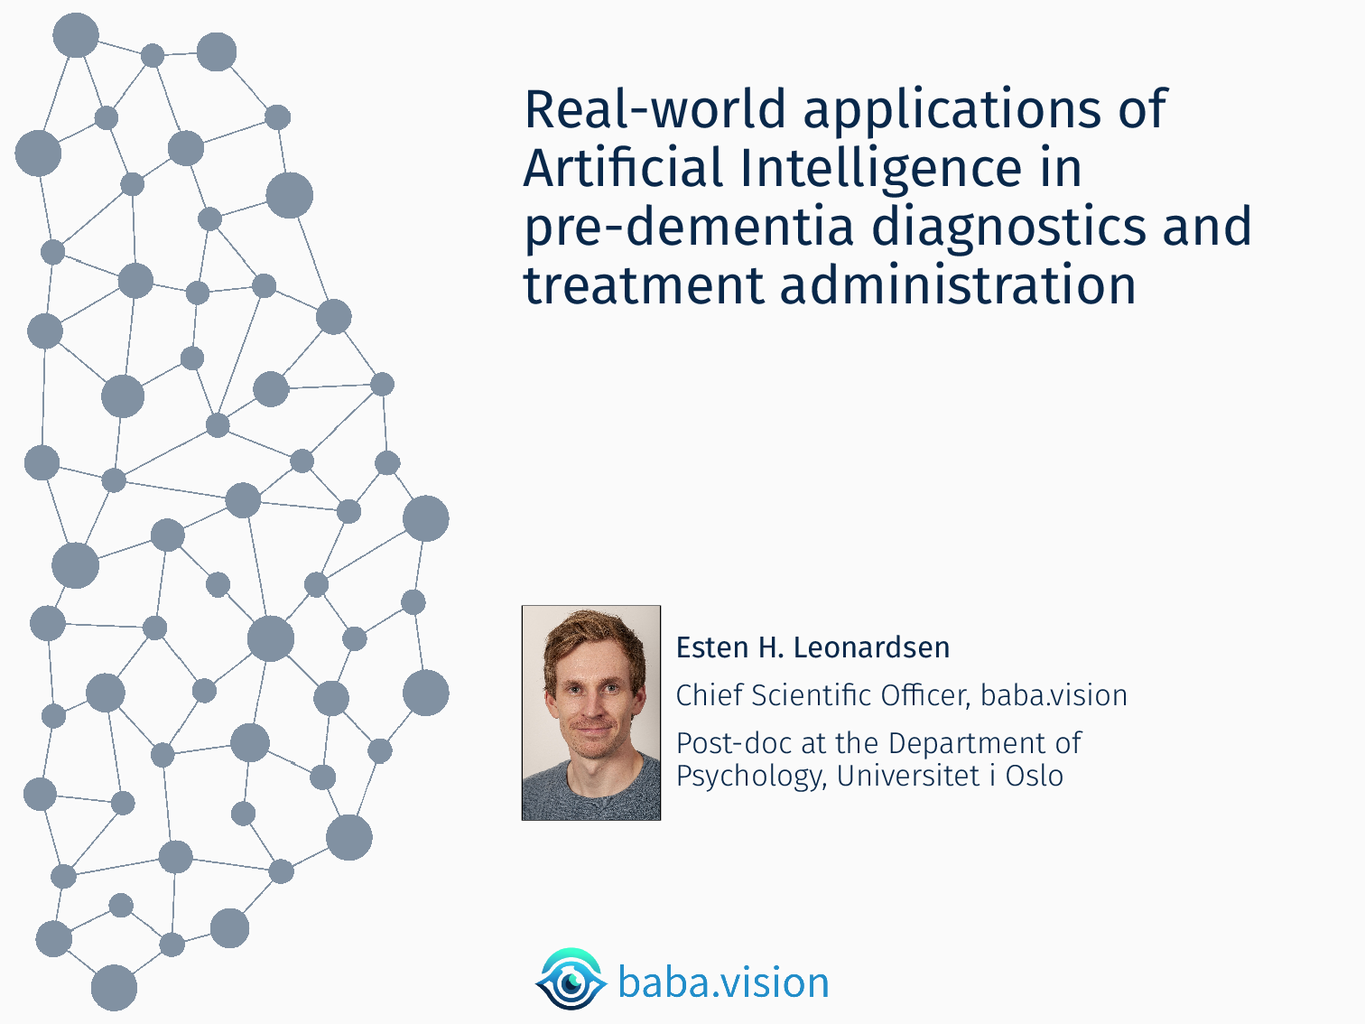 Real-world applications of
Artificial Intelligence in
pre-dementia diagnostics and
treatment administration
Esten H. Leonardsen
Chief Scientific Officer, baba.vision
Post-doc at the Department of
Psychology, Universitet i Oslo
baba.vision